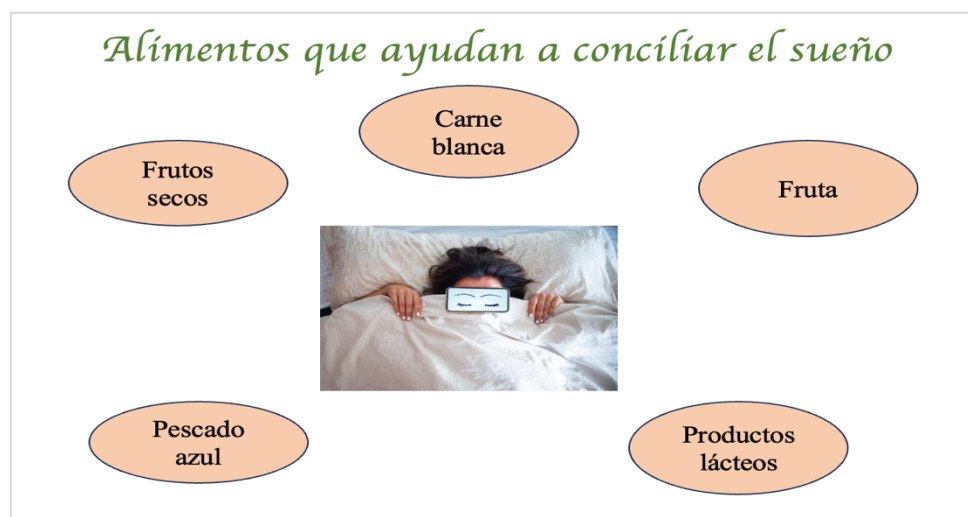 Alimentos que ayudan a conciliar el sueño
Carne
blanca
Frutos
secos
Fruta
Pescado
azul
Productos
lácteos